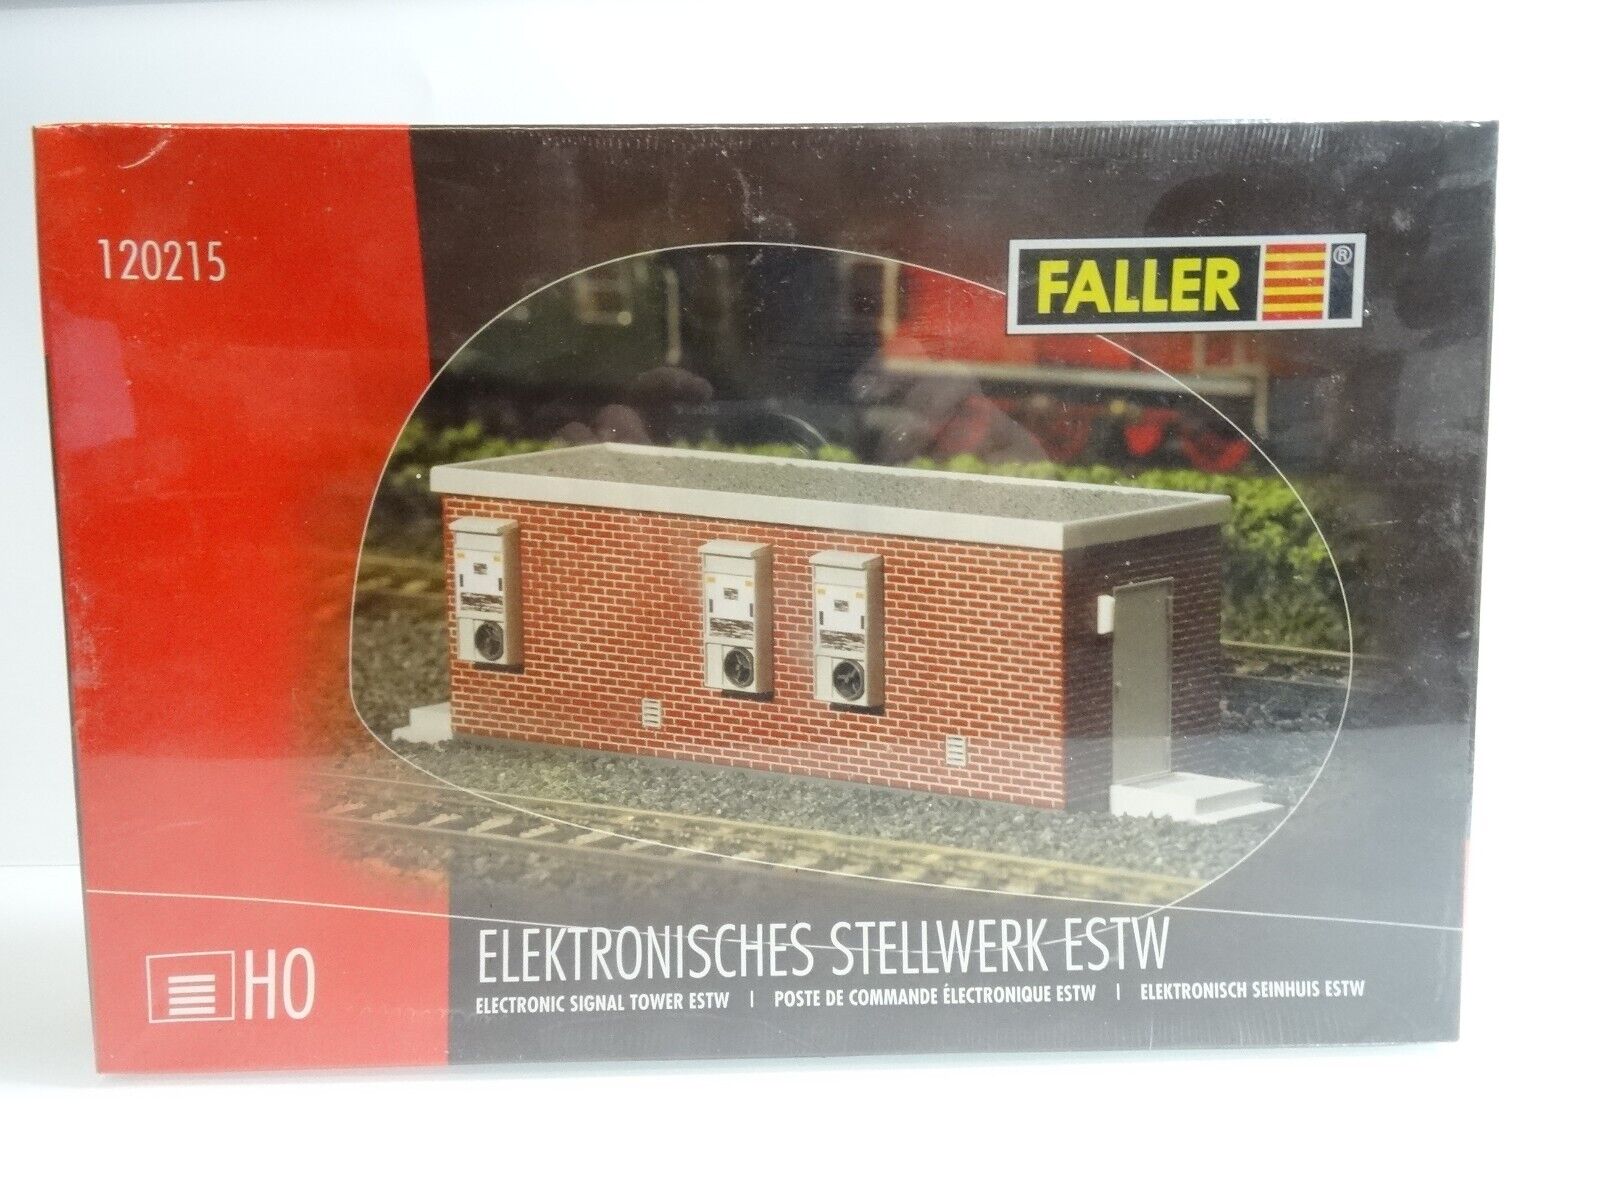 120215
FALLER®
H0
ELEKTRONISCHES STELLWERK ESTW
ELECTRONIC SIGNAL TOWER ESTW | POSTE DE COMMANDE ÉLECTRONIQUE ESTW | ELEKTRONISCH SEINHUIS ESTW